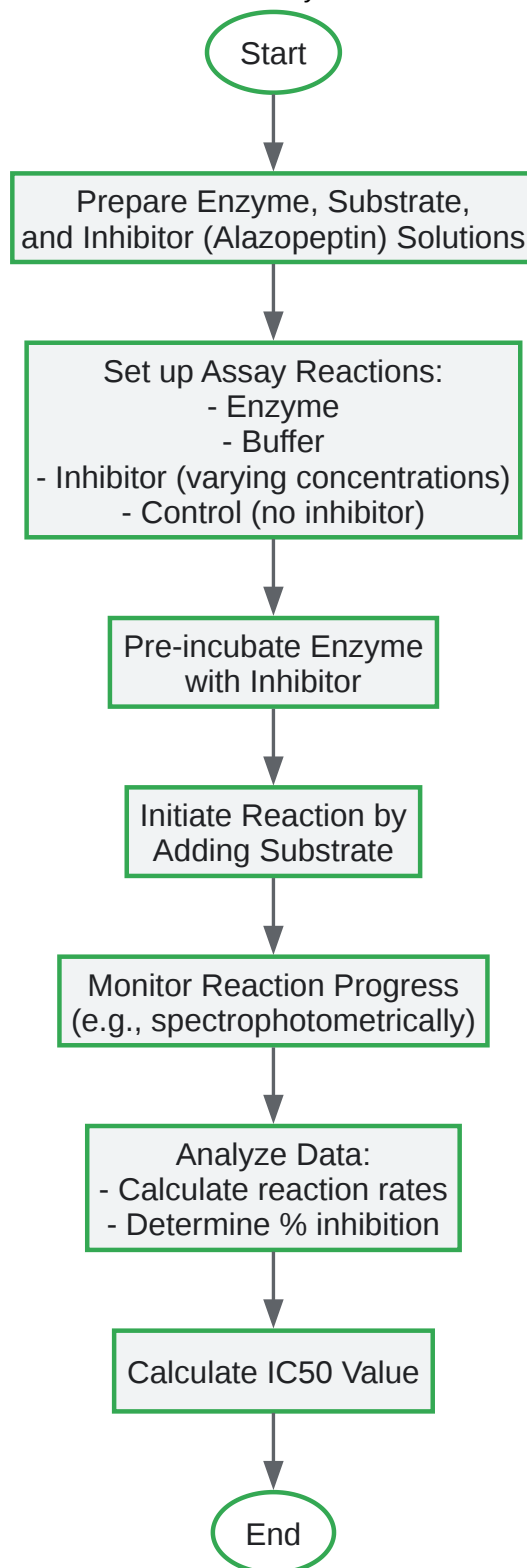 Start
Prepare Enzyme, Substrate,
and Inhibitor (Alazopeptin) Solutions
Set up Assay Reactions:
- Enzyme
- Buffer
- Inhibitor (varying concentrations)
- Control (no inhibitor)
Pre-incubate Enzyme
with Inhibitor
Initiate Reaction by
Adding Substrate
Monitor Reaction Progress
(e.g., spectrophotometrically)
Analyze Data:
- Calculate reaction rates
- Determine % inhibition
Calculate IC50 Value
End